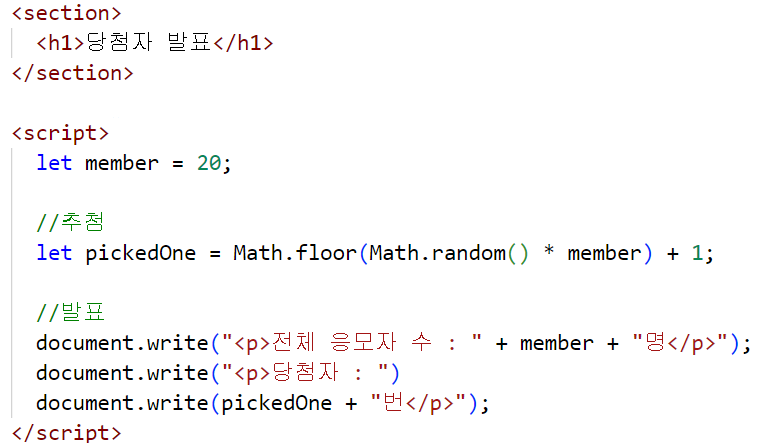 <section>
<h1>당첨자 발표</h1>
</section>
<script>
let member = 20;
//추첨
let pickedOne = Math.floor(Math.random() * member) + 1;
//발표
document.write("<p>전체 응모자 수 : " + member + "명</p>");
document.write("<p>당첨자 : ")
document.write(pickedOne + "번</p>");
</script>